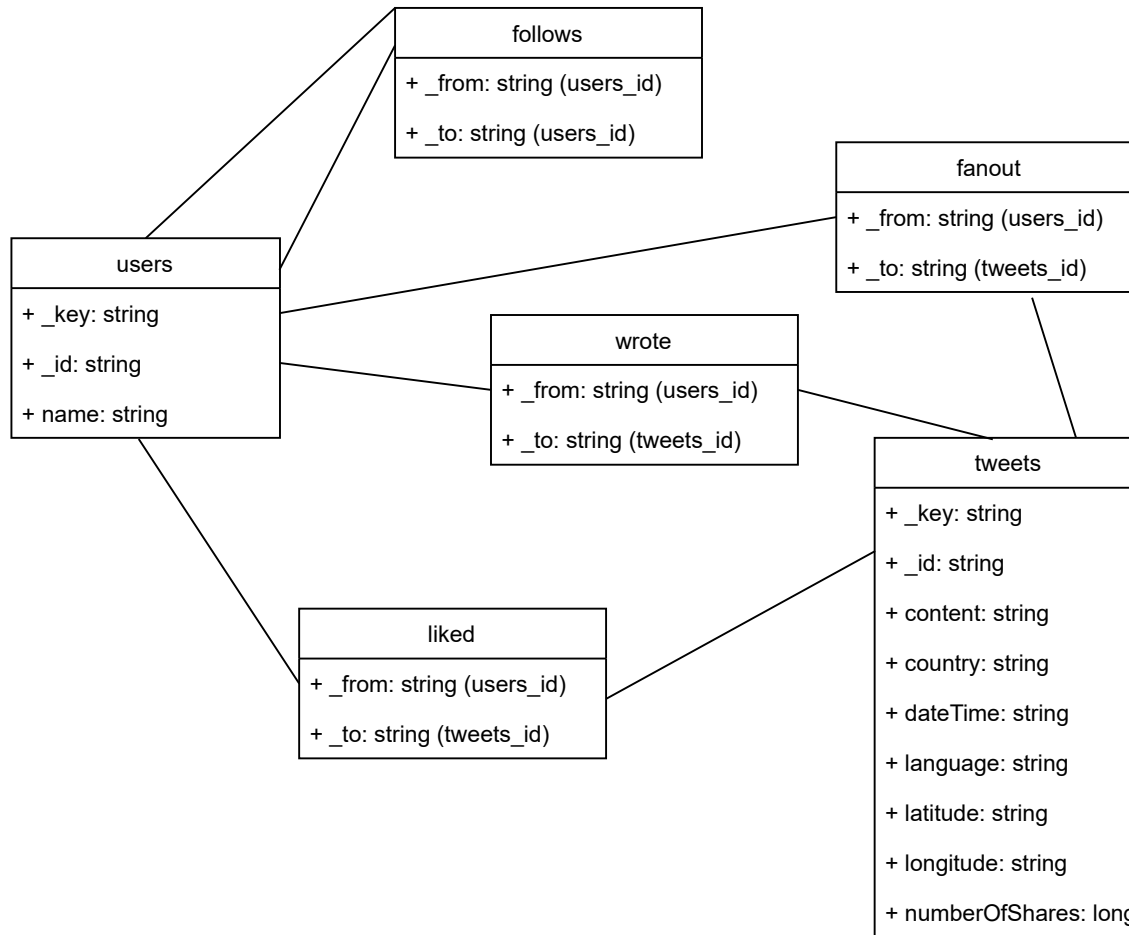 follows
+ _from: string (users_id)
+ _to: string (users_id)
fanout
+ _from: string (users_id)
+ _to: string (tweets_id)
users
+ _key: string
+ _id: string
+ name: string
wrote
+ _from: string (users_id)
+ _to: string (tweets_id)
tweets
+ _key: string
+ _id: string
+ content: string
+ country: string
+ dateTime: string
+ language: string
+ latitude: string
+ longitude: string
+ numberOfShares: long
liked
+ _from: string (users_id)
+ _to: string (tweets_id)